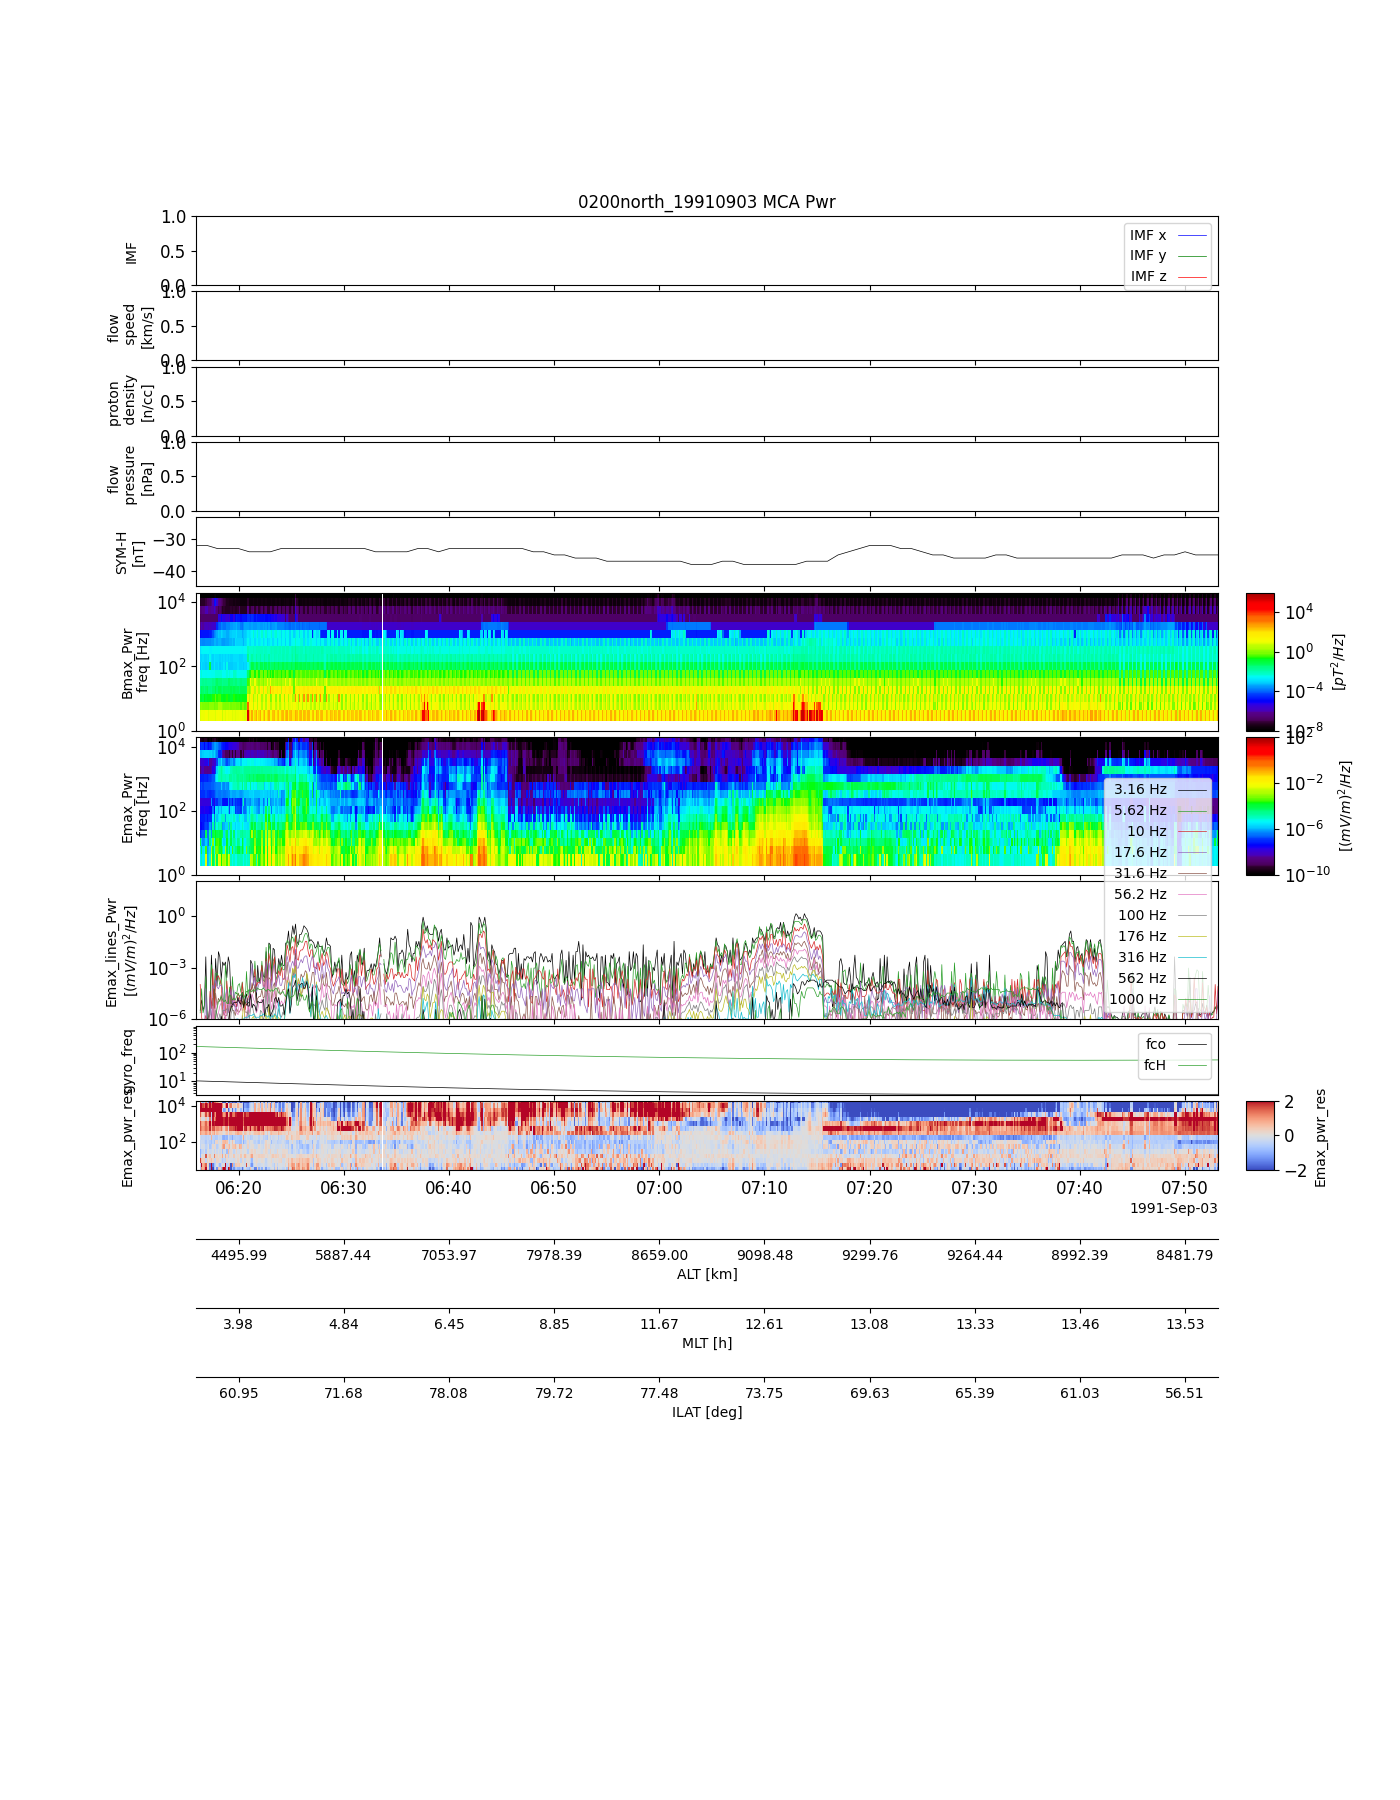 0200north_19910903 MCA Pwr
1.0
0.5
0.0
IMF
IMF x
IMF y
IMF z
1.0
0.5
0.0
flow
speed
[km/s]
1.0
0.5
0.0
proton
density
[n/cc]
1.0
0.5
0.0
flow
pressure
[nPa]
−30
−40
SYM-H
[nT]
10^4
10^2
10^0
Bmax_Pwr
freq [Hz]
10^4
10^0
10^−4
10^−8
[pT^2/Hz]
10^4
10^2
10^0
Emax_Pwr
freq [Hz]
10^2
10^−2
10^−6
10^−10
[(mV/m)^2/Hz]
3.16 Hz
5.62 Hz
10 Hz
17.6 Hz
31.6 Hz
56.2 Hz
100 Hz
176 Hz
316 Hz
562 Hz
1000 Hz
10^0
10^−3
10^−6
Emax_lines_Pwr
[(mV/m)^2/Hz]
10^2
10^1
gyro_freq
fco
fcH
10^4
10^2
Emax_pwr_res
2
0
−2
Emax_pwr_res
06:20 06:30 06:40 06:50 07:00 07:10 07:20 07:30 07:40 07:50
1991-Sep-03
4495.99 5887.44 7053.97 7978.39 8659.00 9098.48 9299.76 9264.44 8992.39 8481.79
ALT [km]
3.98 4.84 6.45 8.85 11.67 12.61 13.08 13.33 13.46 13.53
MLT [h]
60.95 71.68 78.08 79.72 77.48 73.75 69.63 65.39 61.03 56.51
ILAT [deg]